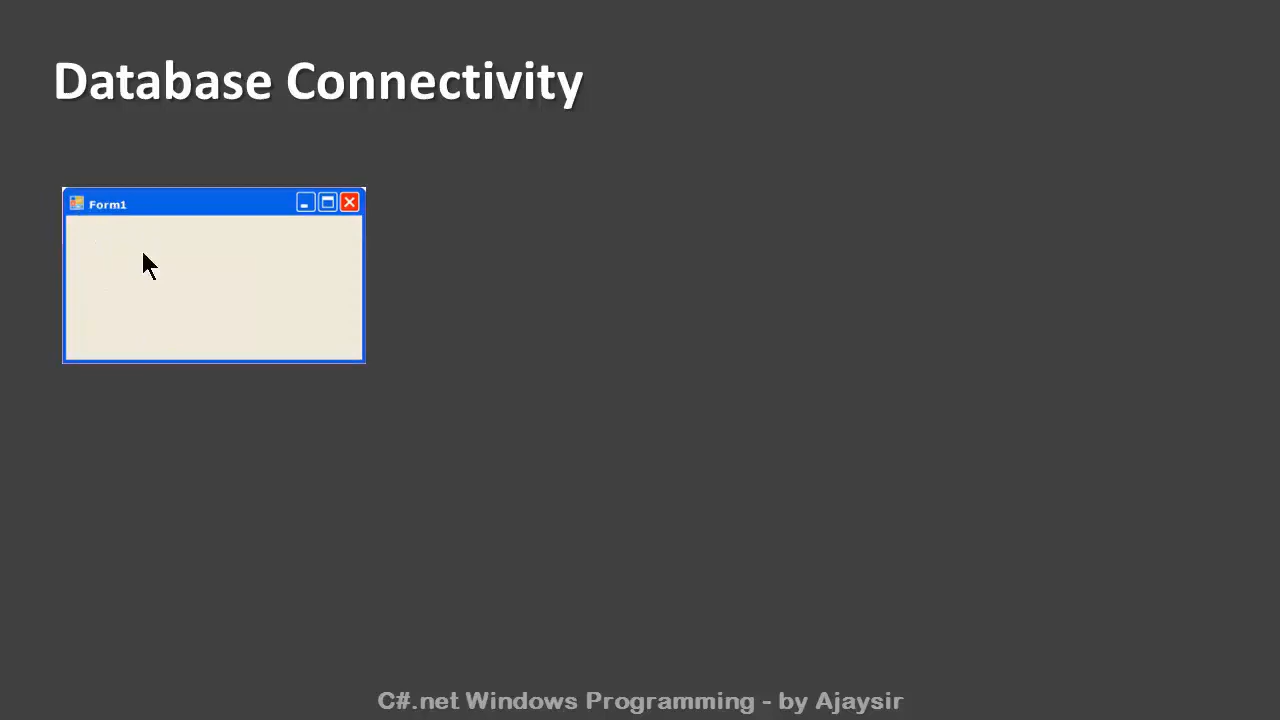 Database Connectivity
Form1
C#.net Windows Programming - by Ajaysir